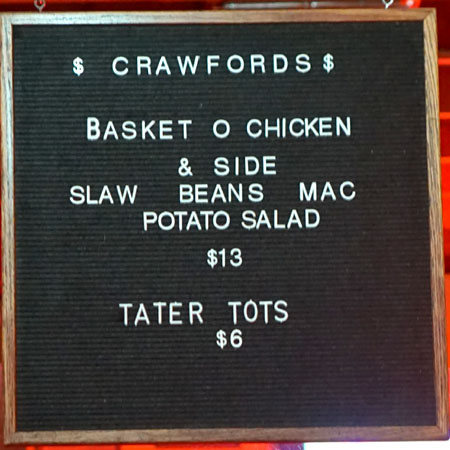 $ CRAWFORDS $
BASKET O CHICKEN
& SIDE
SLAW BEANS MAC
POTATO SALAD
$13
TATER TOTS
$6